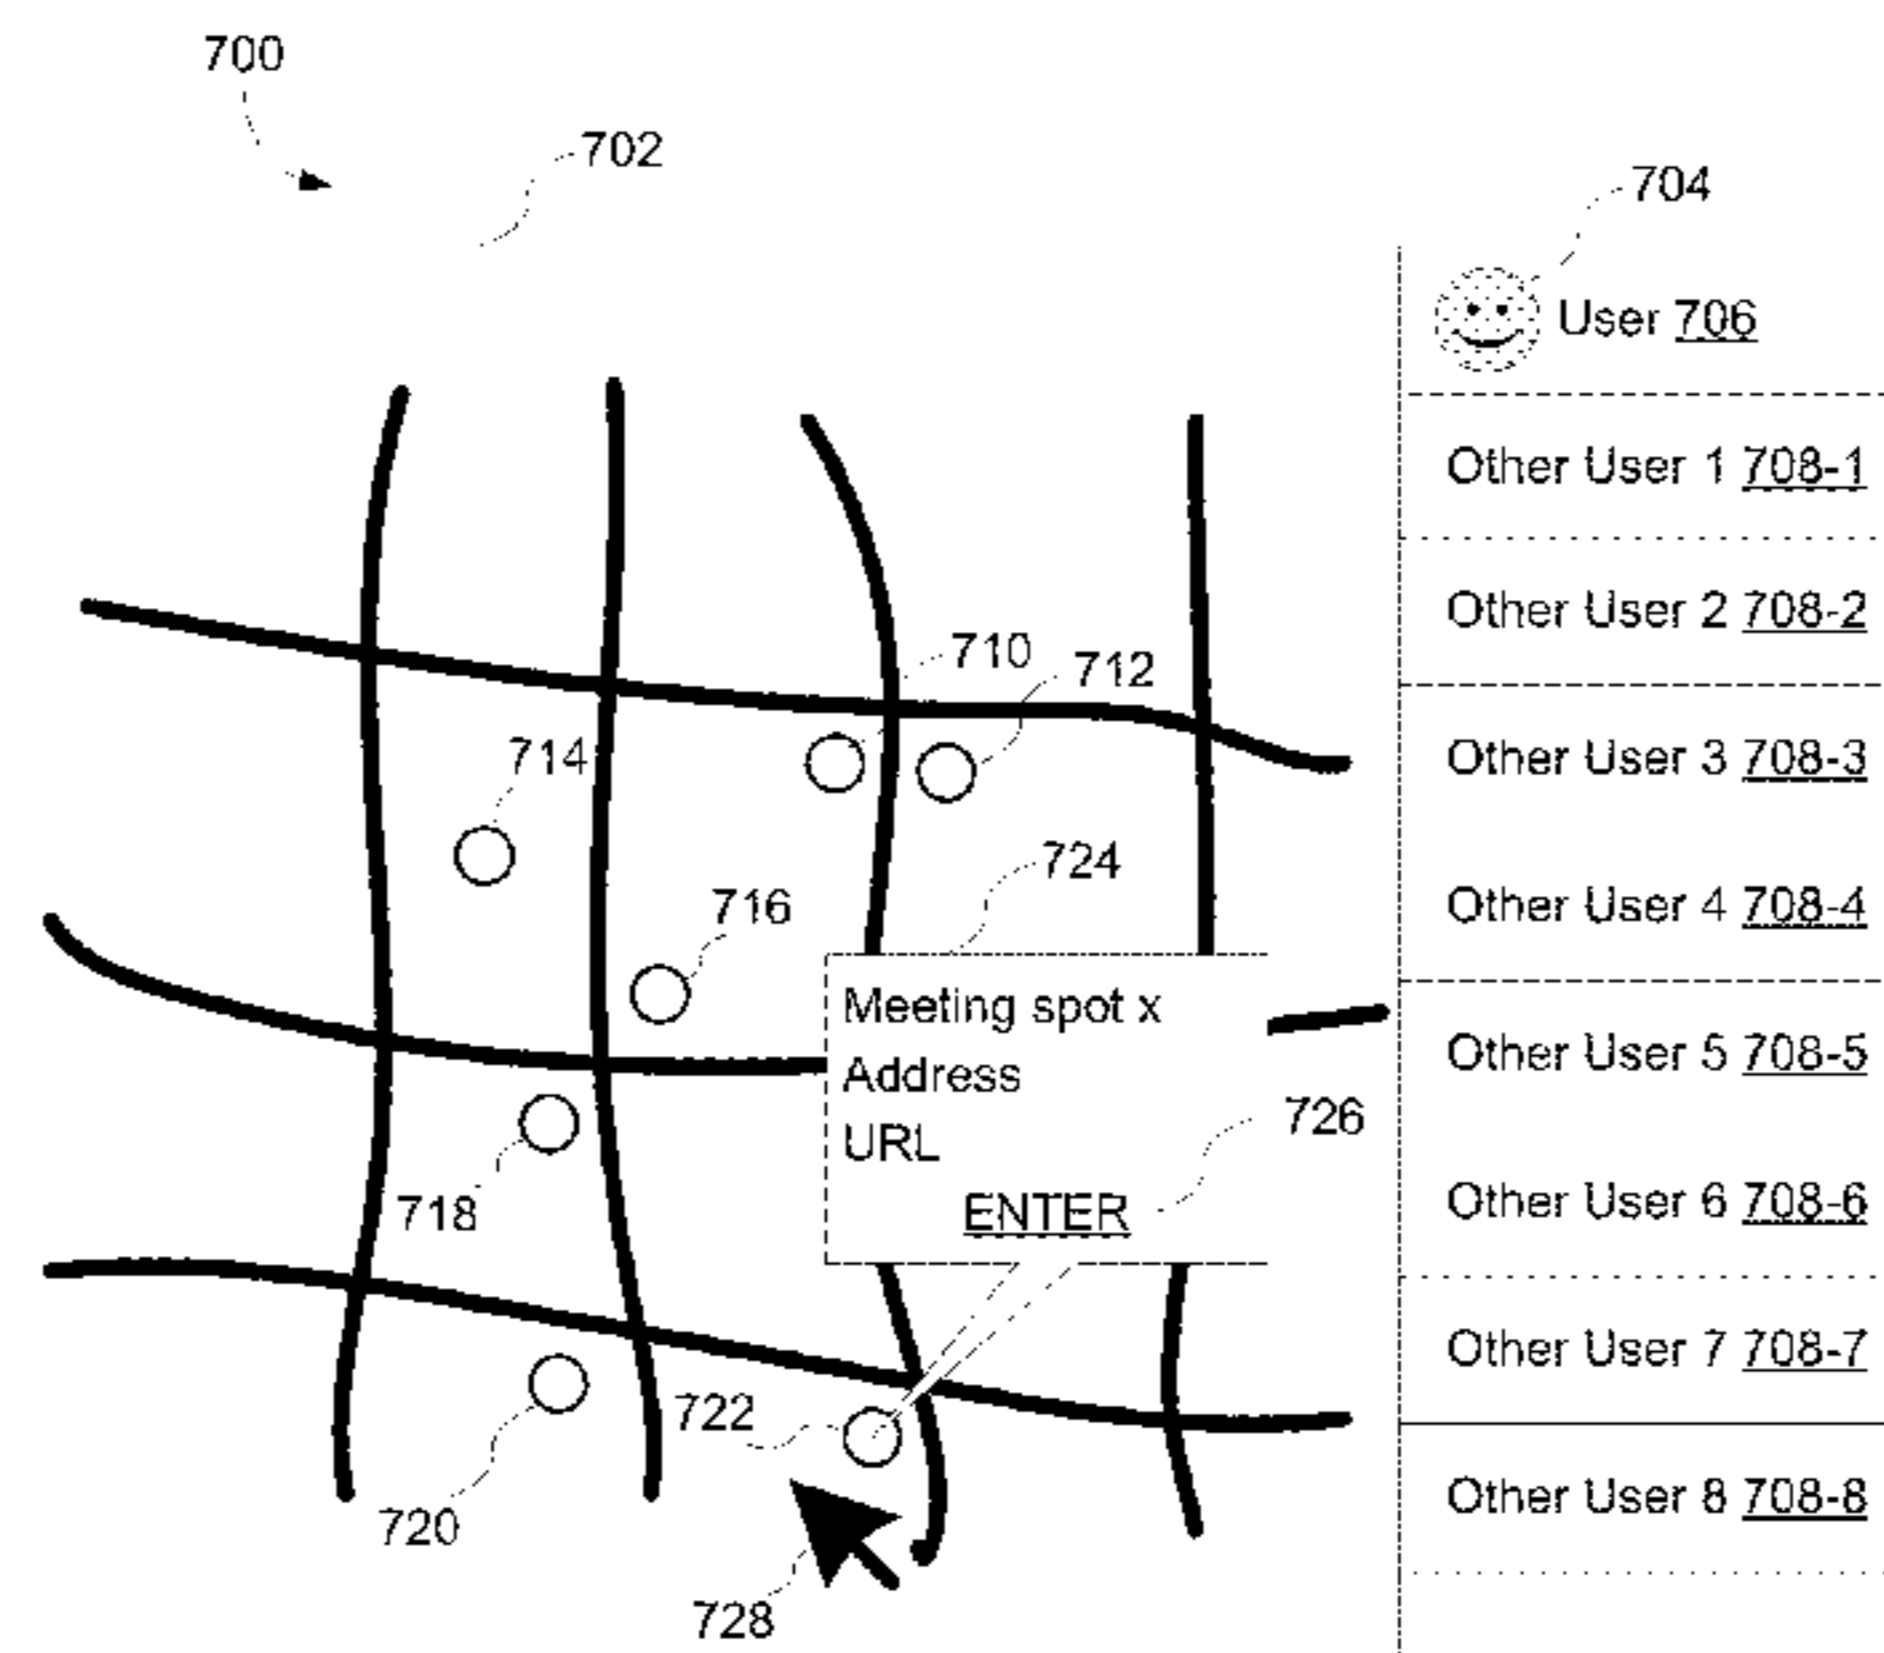 700
702
704
User 706
Other User 1 708-1
Other User 2 708-2
710
712
714
Other User 3 708-3
724
716
Other User 4 708-4
Meeting spot x
Address
URL
ENTER
726
Other User 5 708-5
718
Other User 6 708-6
Other User 7 708-7
722
720
Other User 8 708-8
728